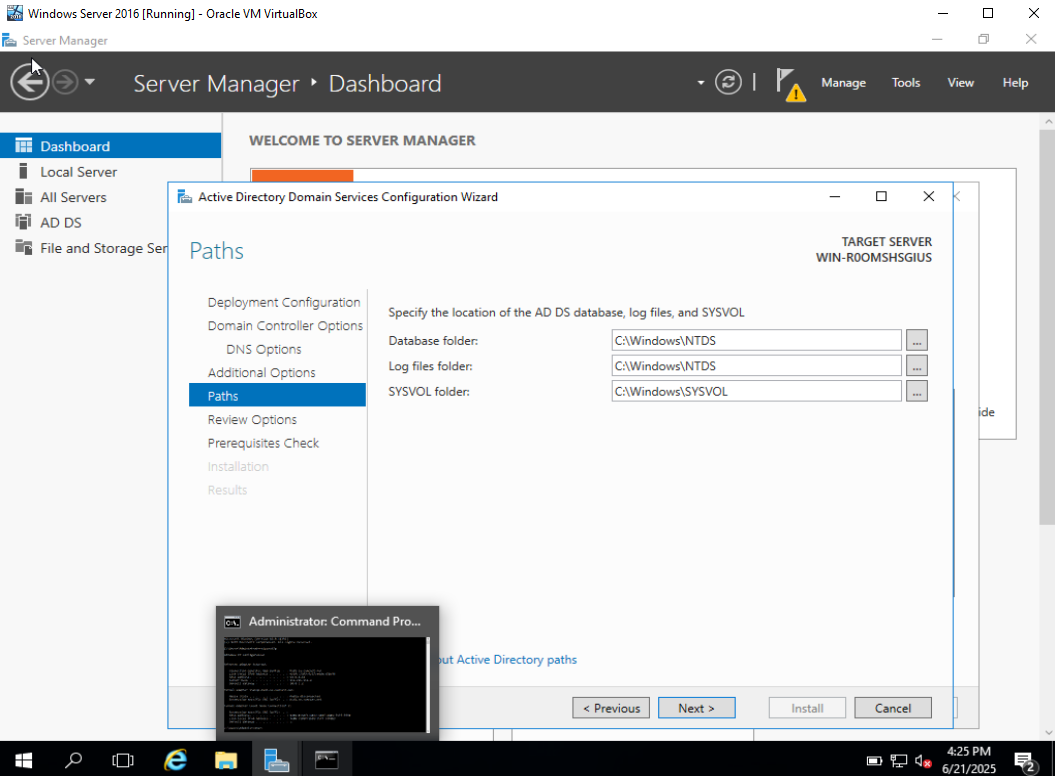 Windows Server 2016 [Running] - Oracle VM VirtualBox
Server Manager
Server Manager ‣ Dashboard
Manage Tools View Help
Dashboard
Local Server
All Servers
AD DS
File and Storage Ser
WELCOME TO SERVER MANAGER
Active Directory Domain Services Configuration Wizard
Paths
TARGET SERVER
WIN-R0OMSHSGIUS
Deployment Configuration
Domain Controller Options
DNS Options
Additional Options
Paths
Review Options
Prerequisites Check
Installation
Results
Specify the location of the AD DS database, log files, and SYSVOL
Database folder: C:\Windows\NTDS ...
Log files folder: C:\Windows\NTDS ...
SYSVOL folder: C:\Windows\SYSVOL ...
ide
Administrator: Command Pro...
out Active Directory paths
< Previous Next > Install Cancel
4:25 PM
6/21/2025
2